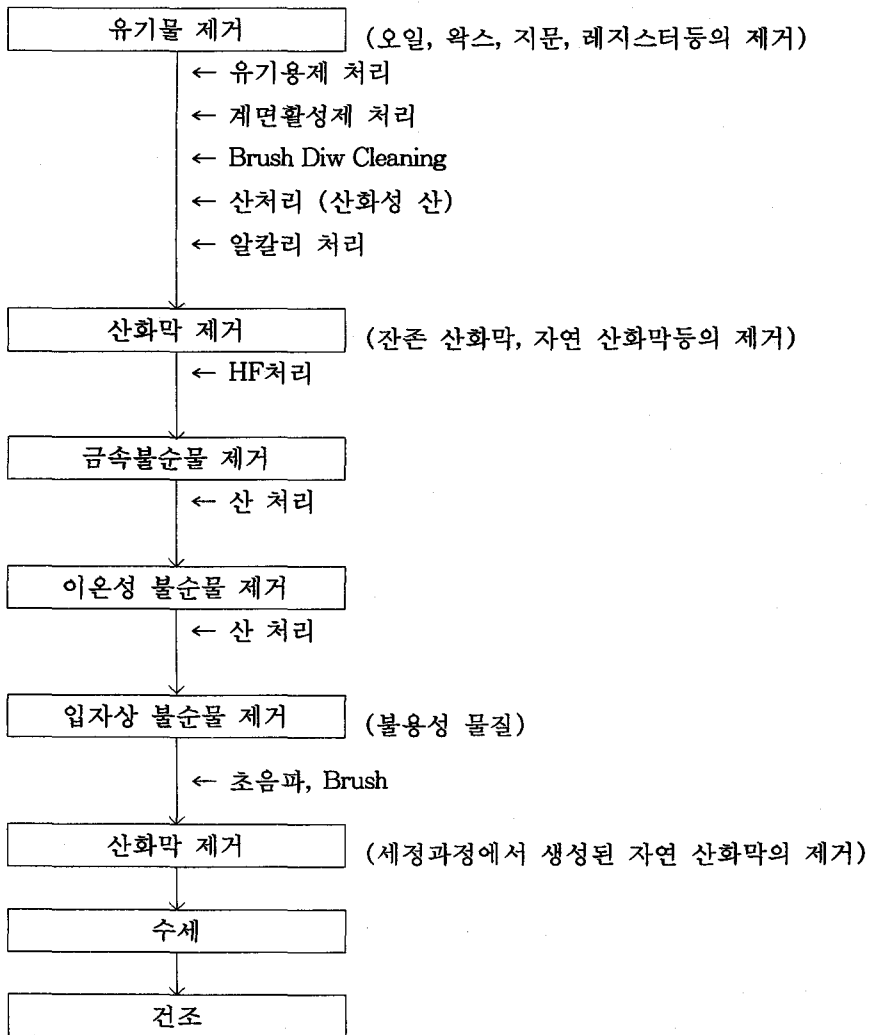 유기물 제거 (오일, 왁스, 지문, 레지스터등의 제거)
← 유기용제 처리
← 계면활성제 처리
← Brush Diw Cleaning
← 산처리 (산화성 산)
← 알칼리 처리
산화막 제거 (잔존 산화막, 자연 산화막등의 제거)
← HF처리
금속불순물 제거
← 산 처리
이온성 불순물 제거
← 산 처리
입자상 불순물 제거 (불용성 물질)
← 초음파, Brush
산화막 제거 (세정과정에서 생성된 자연 산화막의 제거)
수세
건조